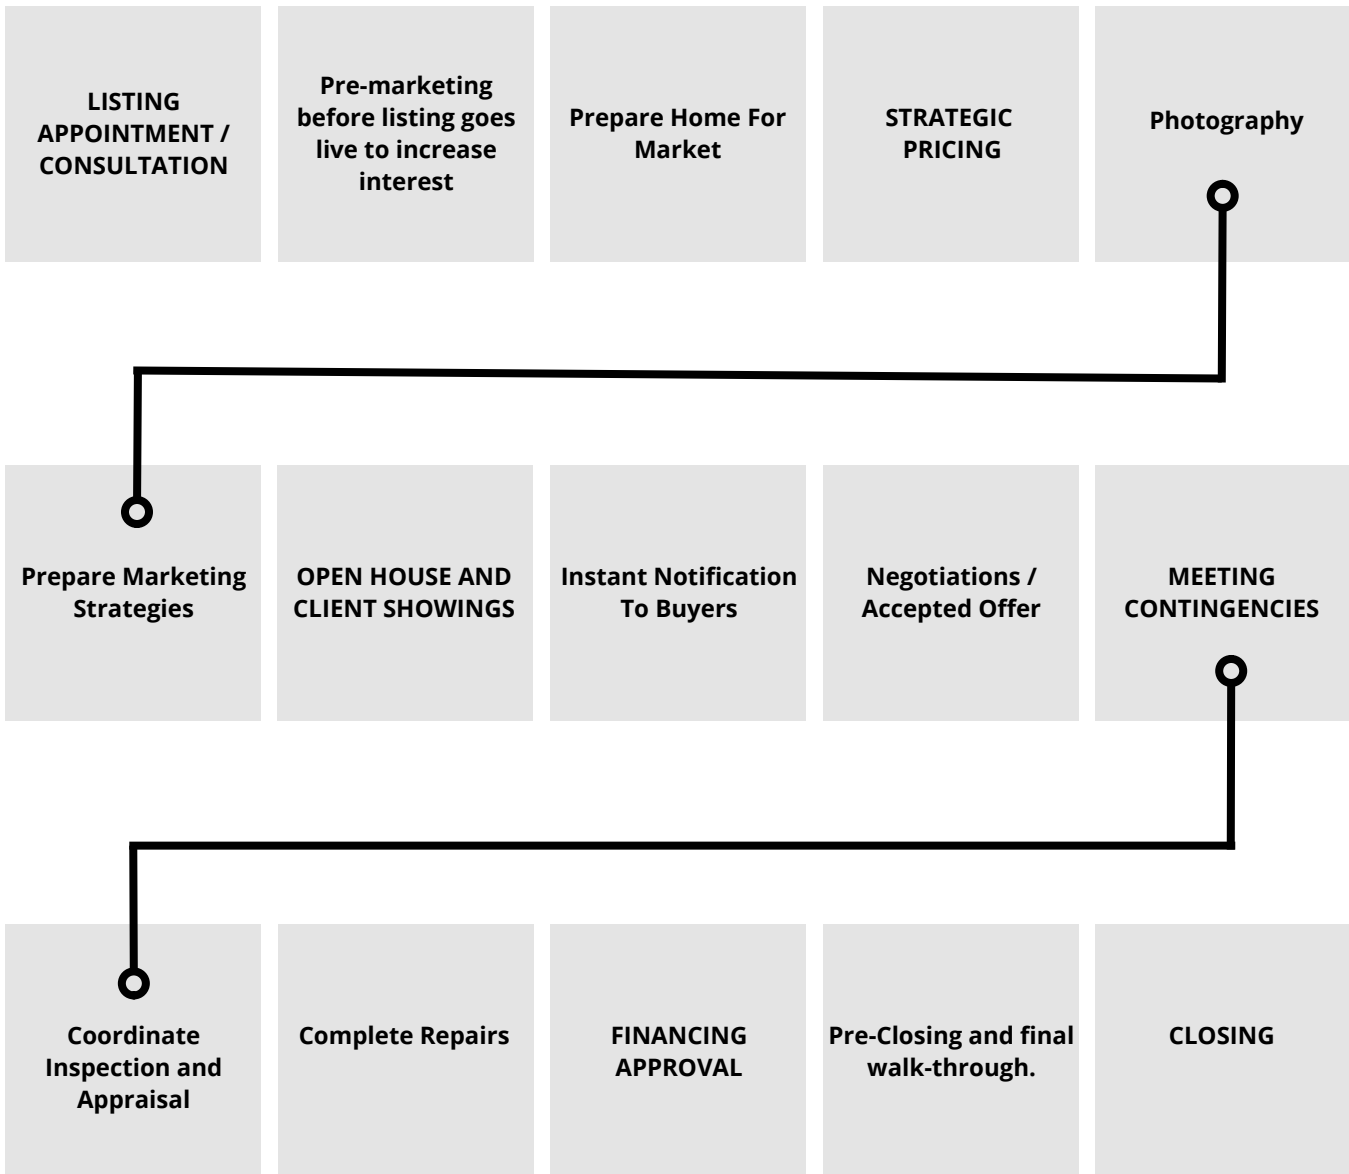 LISTING
APPOINTMENT /
CONSULTATION
Pre-marketing
before listing goes
live to increase
interest
Prepare Home For
Market
STRATEGIC
PRICING
Photography
Prepare Marketing
Strategies
OPEN HOUSE AND
CLIENT SHOWINGS
Instant Notification
To Buyers
Negotiations /
Accepted Offer
MEETING
CONTINGENCIES
Coordinate
Inspection and
Appraisal
Complete Repairs
FINANCING
APPROVAL
Pre-Closing and final
walk-through.
CLOSING